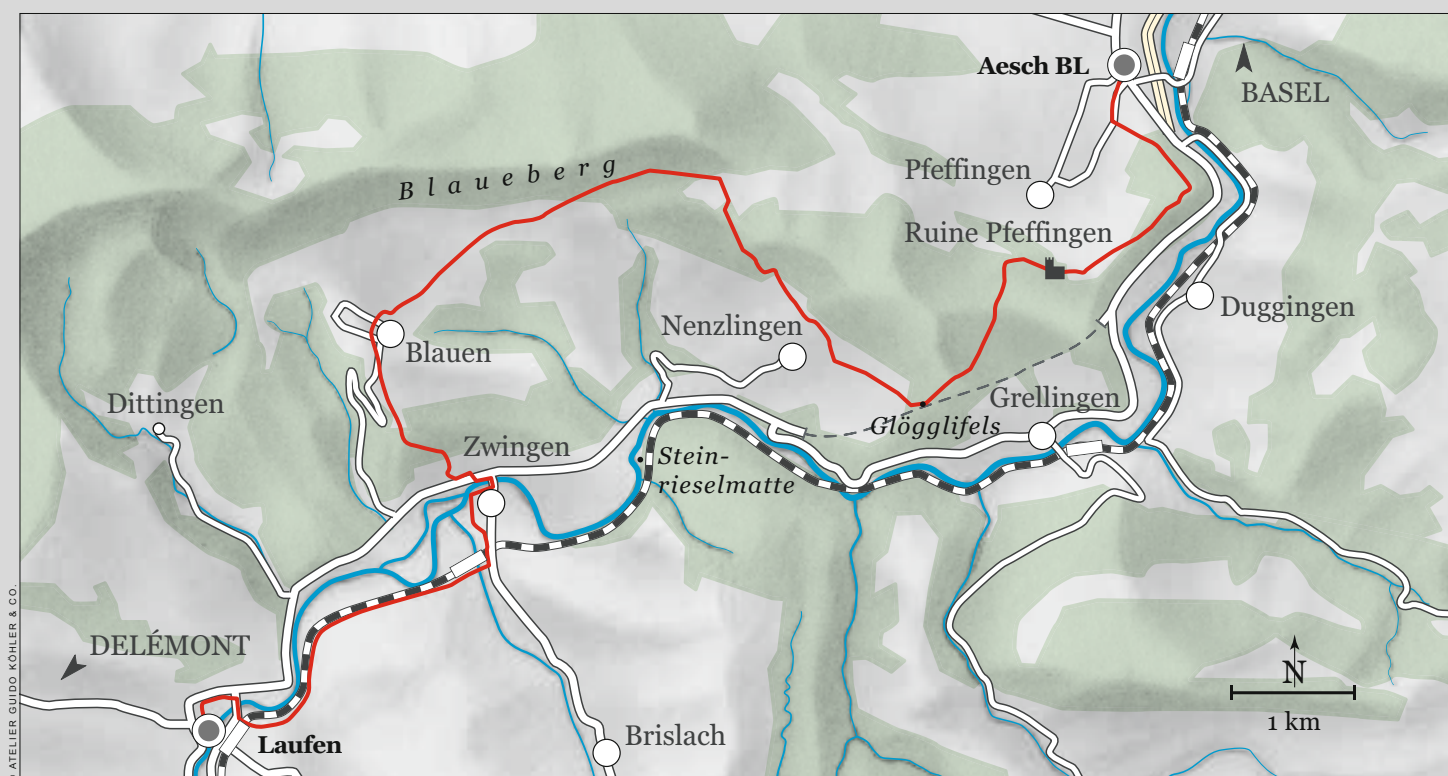 Aesch BL
BASEL
Blaueberg
Pfeffingen
Ruine Pfeffingen
Duggingen
Nenzlingen
Blauen
Dittingen
Grellingen
Glögglifels
Zwingen
Stein-
rieselmatte
DELÉMONT
N
1 km
Laufen
Brislach
ATELIER GUIDO KÖHLER & CO.